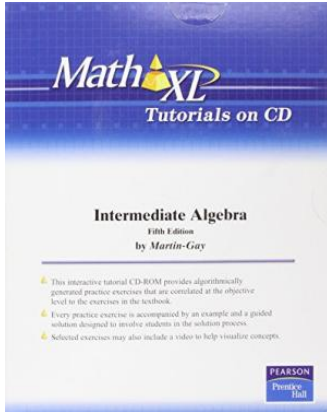 Math XL
Tutorials on CD
Intermediate Algebra
Fifth Edition
by Martin-Gay
This interactive tutorial CD-ROM provides algorithmically
generated practice exercises that are correlated at the objective
level to the exercises in the textbook.
Every practice exercise is accompanied by an example and a guided
solution designed to involve students in the solution process.
Selected exercises may also include a video to help visualize concepts.
PEARSON
Prentice
Hall